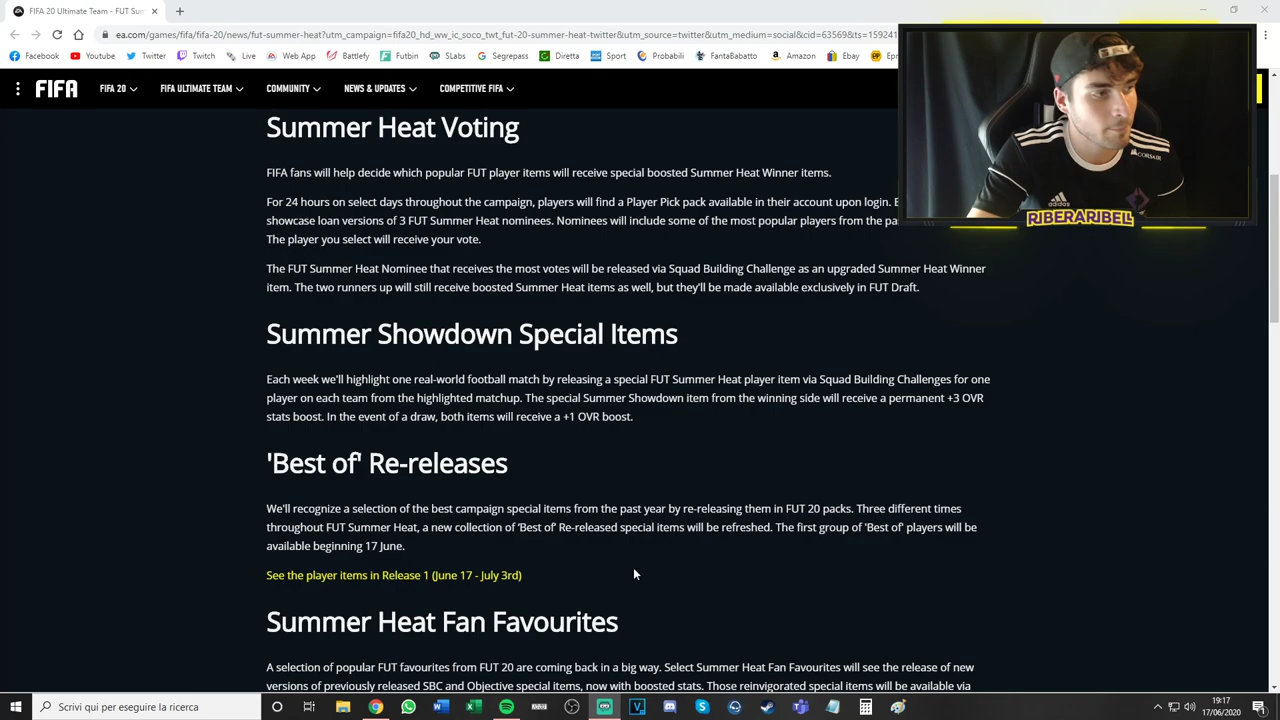 FIFA 20 Ultimate Team - FUT Sun
ea.com/games/fifa/fifa-20/news/fut-summer-heat?utm_campaign=fifa20_hd_ww_ic_soco_twt_fut-20-summer-heat-twitter&utm_source=twitter&utm_medium=social&cid=63569&ts=159241
Facebook Youtube Twitch Live WebApp Betflely Futbin CS4LaBs Segrepass Diretta Sport Probabili FantaBabatto Amazon Ebay
FIFA FIFA 20 FIFA ULTIMATE TEAM COMMUNITY NEWS & UPDATES COMPETITIVE FIFA
CORSAIR
adidas
RIBERARIBELL
Summer Heat Voting
FIFA fans will help decide which popular FUT player items will receive special boosted Summer Heat Winner items.
For 24 hours on select days throughout the campaign, players will find a Player Pick pack available in their account upon login.
showcase loan versions of 3 FUT Summer Heat nominees. Nominees will include some of the most popular players from the pa
The player you select will receive your vote.
The FUT Summer Heat Nominee that receives the most votes will be released via Squad Building Challenge as an upgraded Summer Heat Winner
item. The two runners up will still receive boosted Summer Heat items as well, but they'll be made available exclusively in FUT Draft.
Summer Showdown Special Items
Each week we'll highlight one real-world football match by releasing a special FUT Summer Heat player item via Squad Building Challenges for one
player on each team from the highlighted matchup. The special Summer Showdown item from the winning side will receive a permanent +3 OVR
stats boost. In the event of a draw, both items will receive a +1 OVR boost.
'Best of' Re-releases
We'll recognize a selection of the best campaign special items from the past year by re-releasing them in FUT 20 packs. Three different times
throughout FUT Summer Heat, a new collection of 'Best of' Re-released special items will be refreshed. The first group of 'Best of' players will be
available beginning 17 June.
See the player items in Release 1 (June 17 - July 3rd)
Summer Heat Fan Favourites
A selection of popular FUT favourites from FUT 20 are coming back in a big way. Select Summer Heat Fan Favourites will see the release of new
versions of previously released SBC and Objective special items, now with boosted stats. Those reinvigorated special items will be available via
Scrivi qui per eseguire la ricerca
19:17
17/06/2020